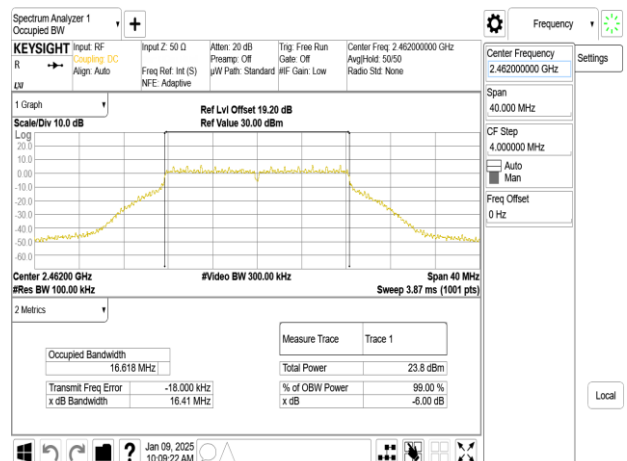 Spectrum Analyzer 1
Occupied BW
Frequency
KEYSIGHT
Input: RF
Coupling: DC
Align: Auto
Input Z: 50 Ω
Freq Ref: Int (S)
NFE: Adaptive
Atten: 20 dB
Preamp: Off
µW Path: Standard
Trig: Free Run
Gate: Off
#IF Gain: Low
Center Freq: 2.462000000 GHz
Avg|Hold: 50/50
Radio Std: None
R
LXI
Center Frequency
2.462000000 GHz
Settings
Span
40.000 MHz
CF Step
4.000000 MHz
Auto
Man
Freq Offset
0 Hz
Local
1 Graph
Scale/Div 10.0 dB
Ref Lvl Offset 19.20 dB
Ref Value 30.00 dBm
Log
20.0
10.0
0.00
-10.0
-20.0
-30.0
-40.0
-50.0
-60.0
Center 2.46200 GHz
#Res BW 100.00 kHz
#Video BW 300.00 kHz
Span 40 MHz
Sweep 3.87 ms (1001 pts)
2 Metrics
Measure Trace Trace 1
Occupied Bandwidth
16.618 MHz
Total Power 23.8 dBm
Transmit Freq Error -18.000 kHz
% of OBW Power 99.00 %
x dB Bandwidth 16.41 MHz
x dB -6.00 dB
?
Jan 09, 2025
10:09:22 AM